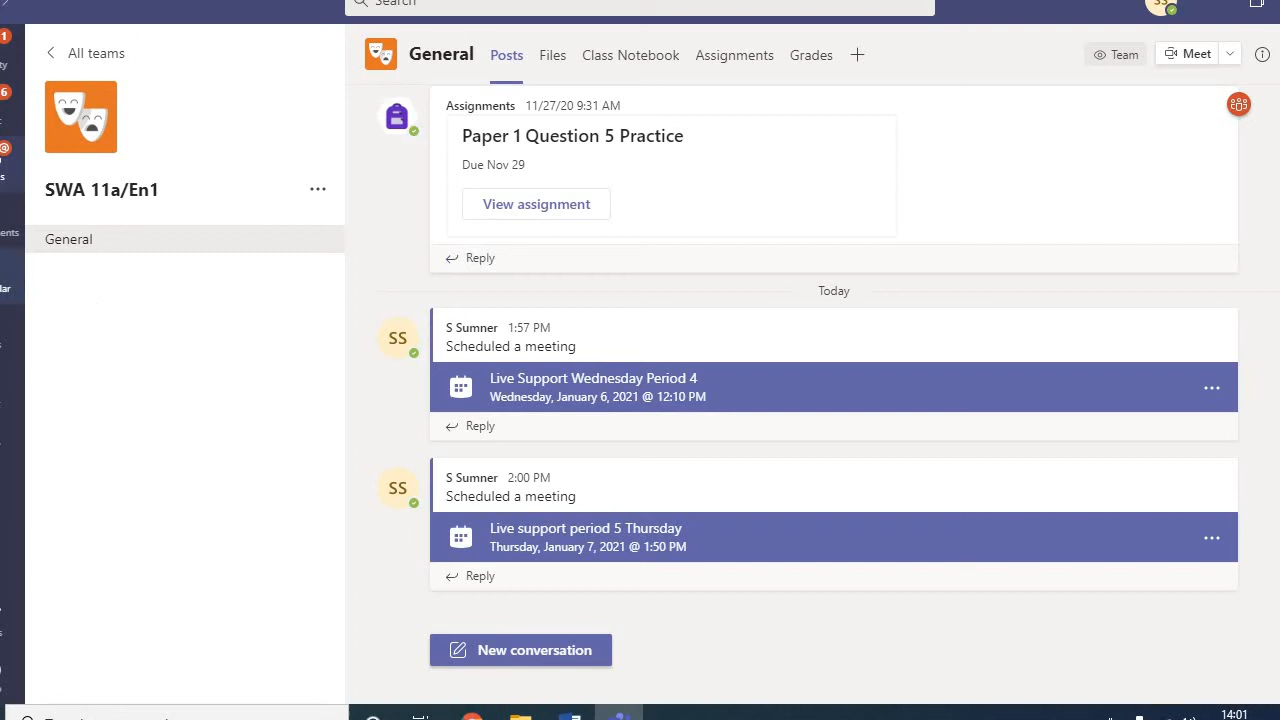 Search
SS
All teams
General
Posts
Files
Class Notebook
Assignments
Grades
Team
Meet
SWA 11a/En1
General
Assignments 11/27/20 9:31 AM
Paper 1 Question 5 Practice
Due Nov 29
View assignment
Reply
Today
SS
S Sumner 1:57 PM
Scheduled a meeting
Live Support Wednesday Period 4
Wednesday, January 6, 2021 @ 12:10 PM
Reply
SS
S Sumner 2:00 PM
Scheduled a meeting
Live support period 5 Thursday
Thursday, January 7, 2021 @ 1:50 PM
Reply
New conversation
1
6
14:01